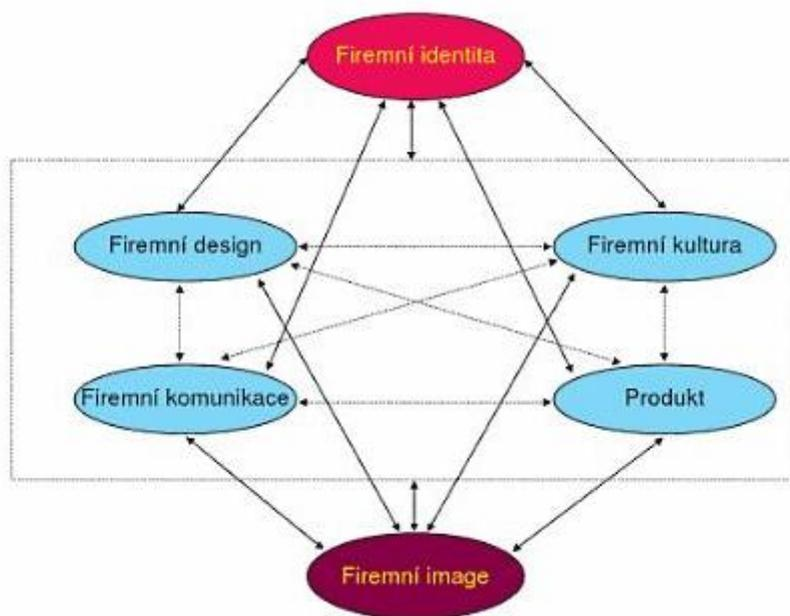 Firemní identita
Firemní design
Firemní kultura
Firemní komunikace
Produkt
Firemní image